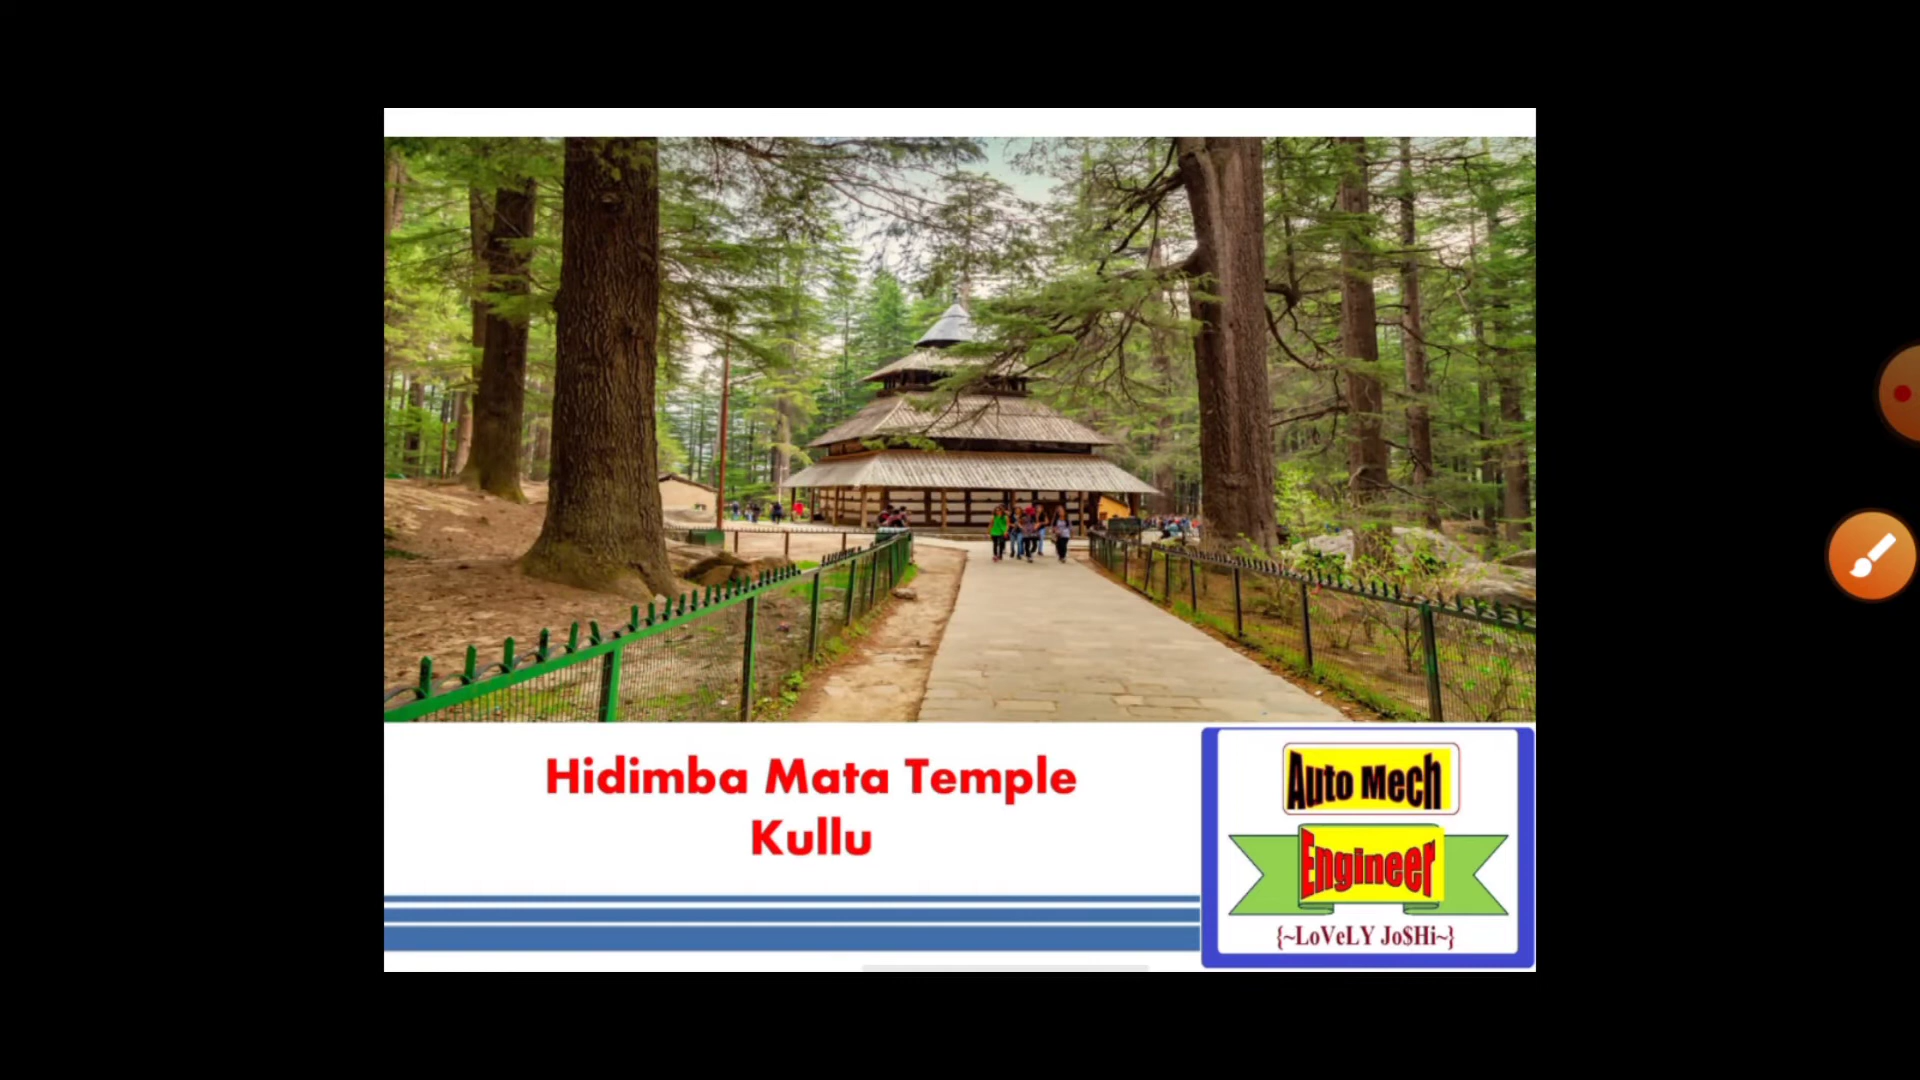 Hidimba Mata Temple
Kullu
Auto Mech
Engineer
{~LoVeLY Jo$Hi~}